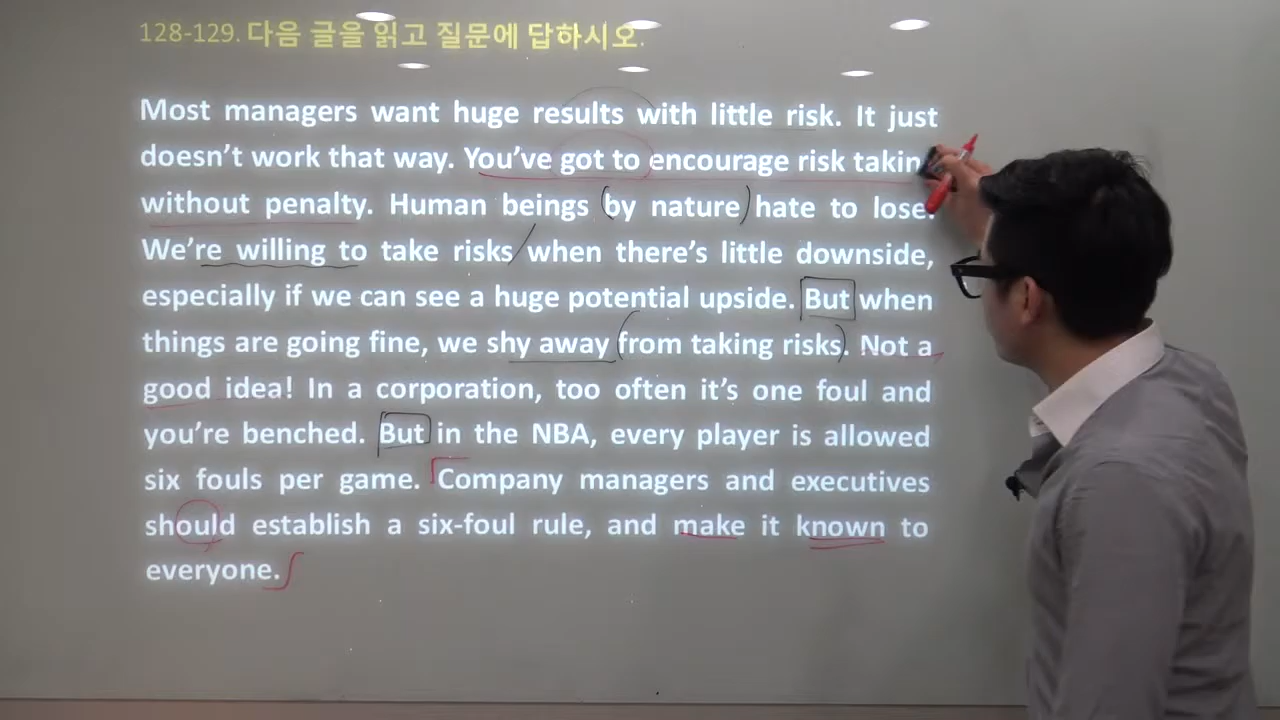 128-129. 다음 글을 읽고 질문에 답하시오.
Most managers want huge results with little risk. It just
doesn't work that way. You've got to encourage risk takin
without penalty. Human beings by nature hate to lose.
We're willing to take risks when there's little downside,
especially if we can see a huge potential upside. But when
things are going fine, we shy away from taking risks. Not a
good idea! In a corporation, too often it's one foul and
you're benched. But in the NBA, every player is allowed
six fouls per game. Company managers and executives
should establish a six-foul rule, and make it known to
everyone.